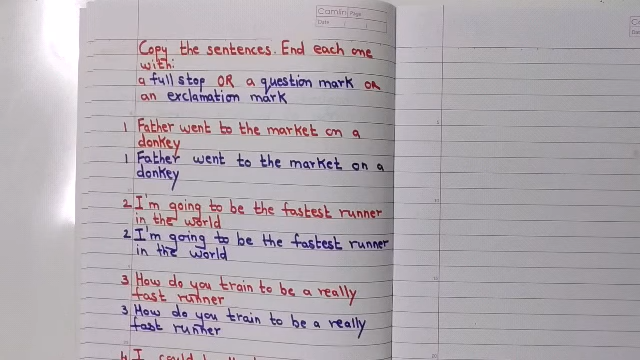 Camlin Page
Date
Copy the sentences. End each one
with:
a full stop OR a question mark OR
an exclamation mark
1 Father went to the market on a
donkey
1 Father went to the market on a
donkey
2 I'm going to be the fastest runner
in the world
2 I'm going to be the fastest runner
in the world
3 How do you train to be a really
fast runner
3 How do you train to be a really
fast runner
4 I could